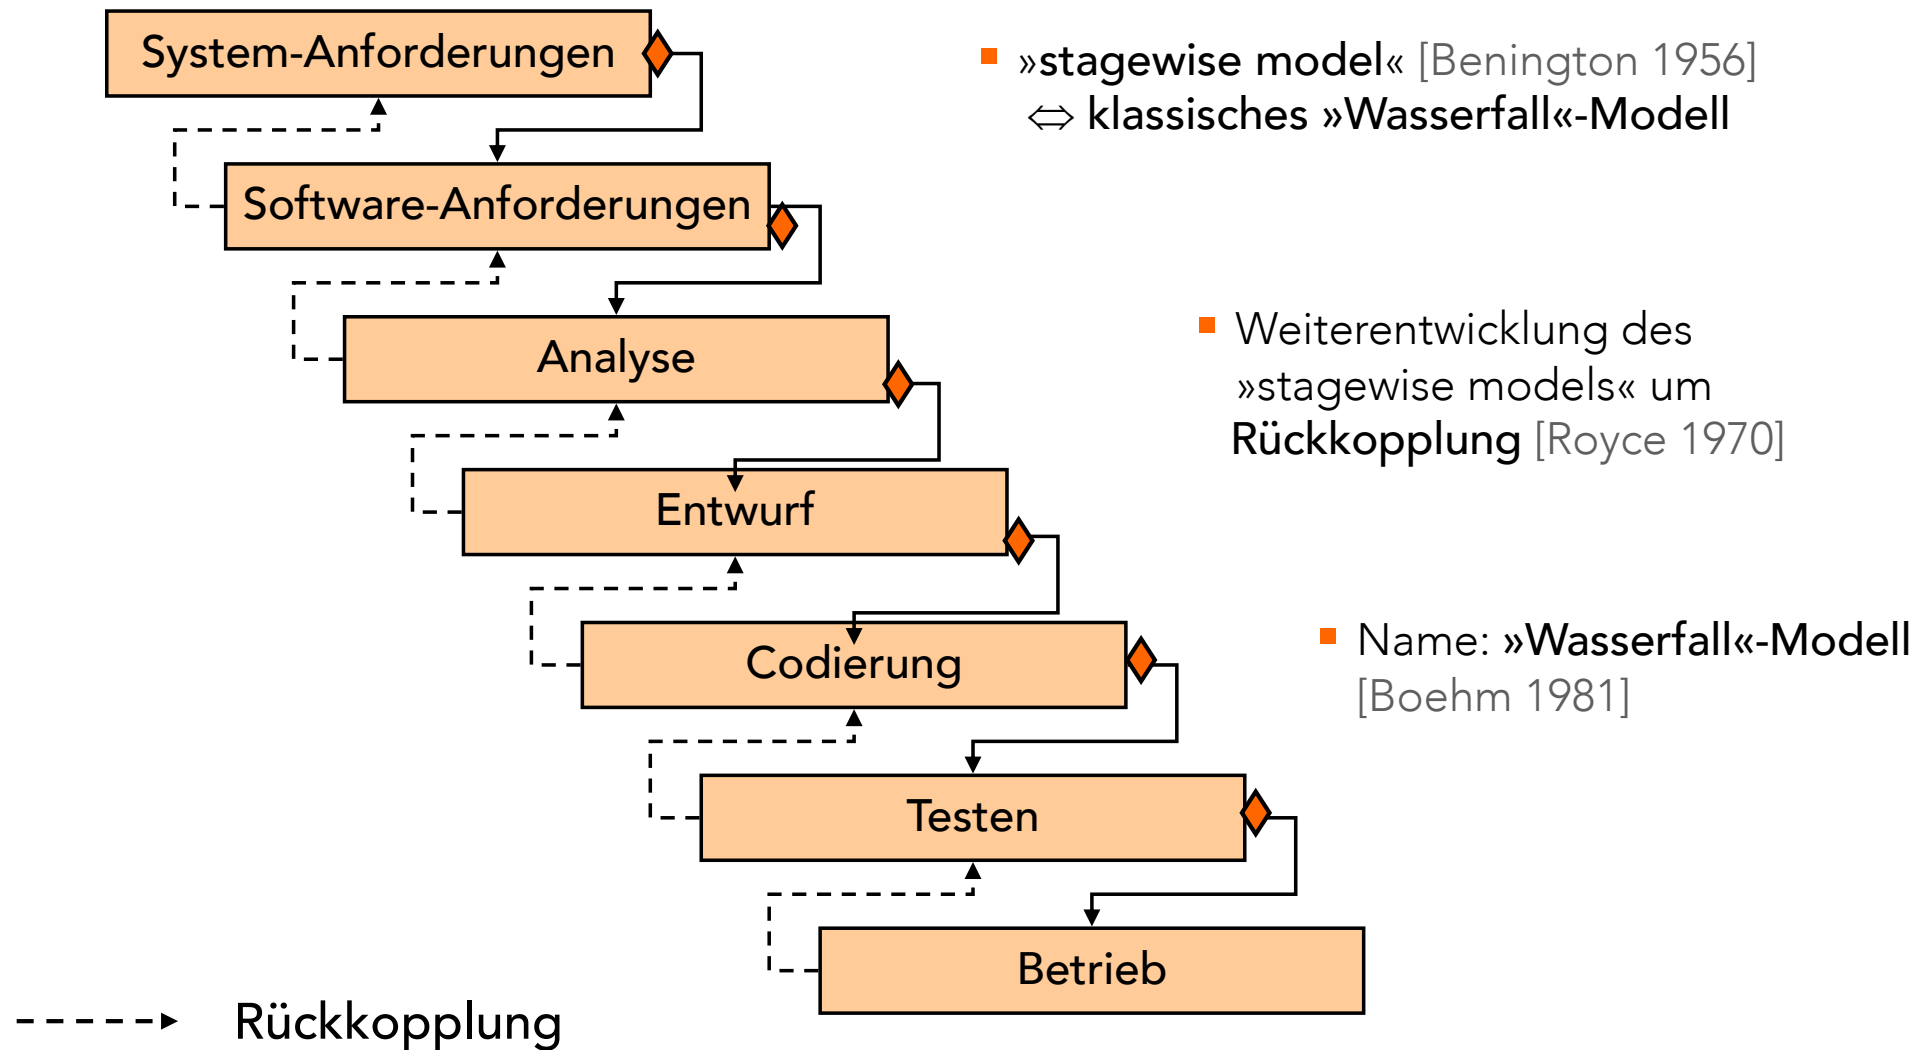 System-Anforderungen
Software-Anforderungen
Analyse
Entwurf
Codierung
Testen
Betrieb
Rückkopplung
»stagewise model« [Benington 1956]
⇔ klassisches »Wasserfall«-Modell
Weiterentwicklung des
»stagewise models« um
Rückkopplung [Royce 1970]
Name: »Wasserfall«-Modell
[Boehm 1981]